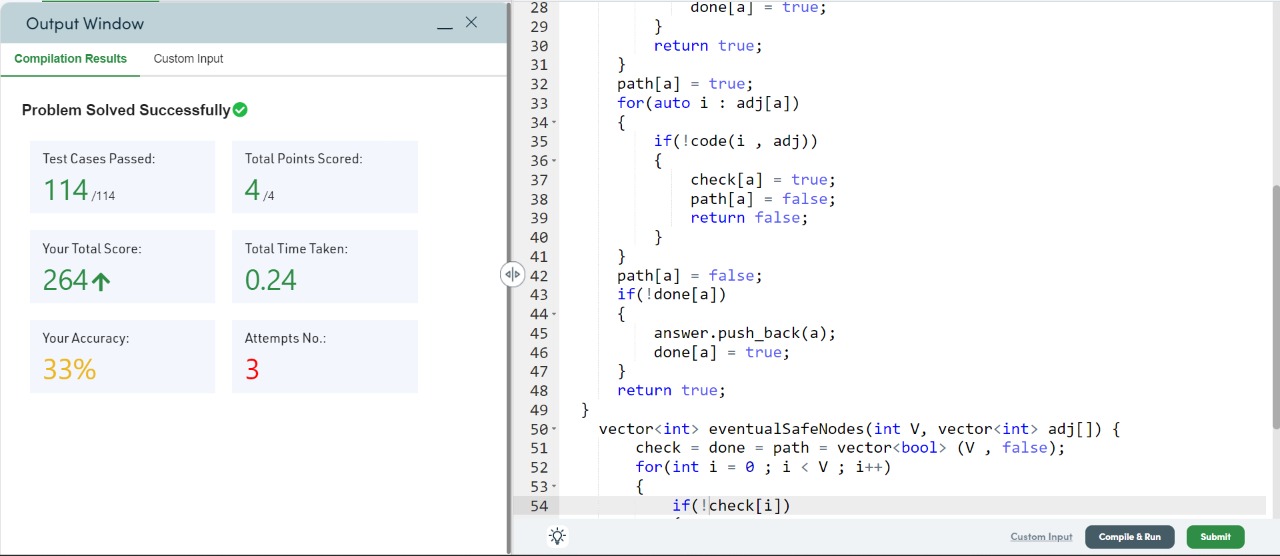 Output Window
Compilation Results Custom Input
Problem Solved Successfully
Test Cases Passed:
114 /114
Total Points Scored:
4 /4
Your Total Score:
264
Total Time Taken:
0.24
Your Accuracy:
33%
Attempts No.:
3
28 done[a] = true;
29 }
30 return true;
31 }
32 path[a] = true;
33 for(auto i : adj[a])
34 {
35 if(!code(i , adj))
36 {
37 check[a] = true;
38 path[a] = false;
39 return false;
40 }
41 }
42 path[a] = false;
43 if(!done[a])
44 {
45 answer.push_back(a);
46 done[a] = true;
47 }
48 return true;
49 }
50 vector<int> eventualSafeNodes(int V, vector<int> adj[]) {
51 check = done = path = vector<bool> (V , false);
52 for(int i = 0 ; i < V ; i++)
53 {
54 if(!check[i])
Custom Input Compile & Run Submit